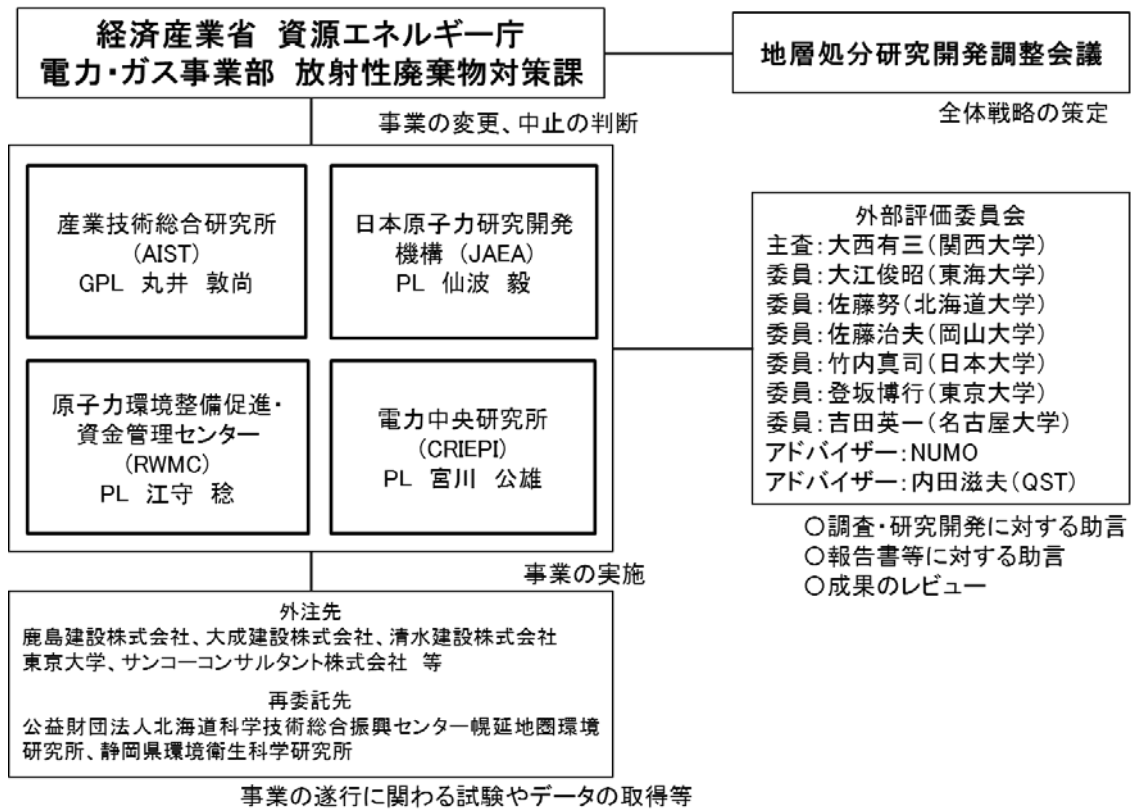 経済産業省 資源エネルギー庁
電力・ガス事業部 放射性廃棄物対策課
地層処分研究開発調整会議
全体戦略の策定
事業の変更、中止の判断
産業技術総合研究所
(AIST)
GPL 丸井 敦尚
日本原子力研究開発
機構 (JAEA)
PL 仙波 毅
原子力環境整備促進・
資金管理センター
(RWMC)
PL 江守 稔
電力中央研究所
(CRIEPI)
PL 宮川 公雄
外部評価委員会
主査:大西有三(関西大学)
委員:大江俊昭(東海大学)
委員:佐藤努(北海道大学)
委員:佐藤治夫(岡山大学)
委員:竹内真司(日本大学)
委員:登坂博行(東京大学)
委員:吉田英一(名古屋大学)
アドバイザー:NUMO
アドバイザー:内田滋夫(QST)
○調査・研究開発に対する助言
○報告書等に対する助言
○成果のレビュー
事業の実施
外注先
鹿島建設株式会社、大成建設株式会社、清水建設株式会社
東京大学、サンコーコンサルタント株式会社 等
再委託先
公益財団法人北海道科学技術総合振興センター幌延地圏環境
研究所、静岡県環境衛生科学研究所
事業の遂行に関わる試験やデータの取得等